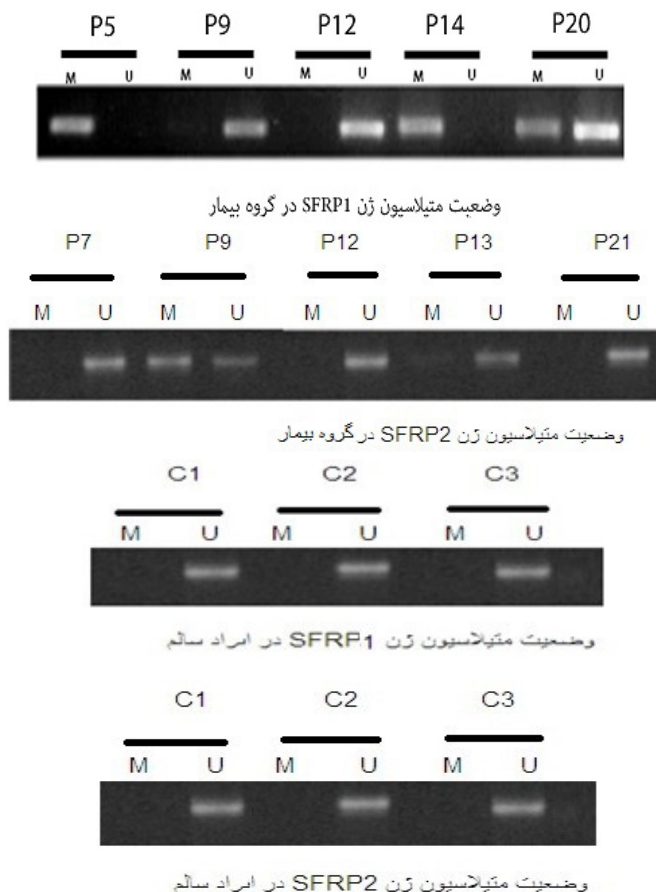 P5 P9 P12 P14 P20
M U M U M U M U M U
وضعیت متیلاسیون ژن SFRP1 در گروه بیمار
P7 P9 P12 P13 P21
M U M U M U M U M U
وضعیت متیلاسیون ژن SFRP2 در گروه بیمار
C1 C2 C3
M U M U M U
وضعیت متیلاسیون ژن SFRP1 در افراد سالم
C1 C2 C3
M U M U M U
وضعیت متیلاسیون ژن SFRP2 در افراد سالم